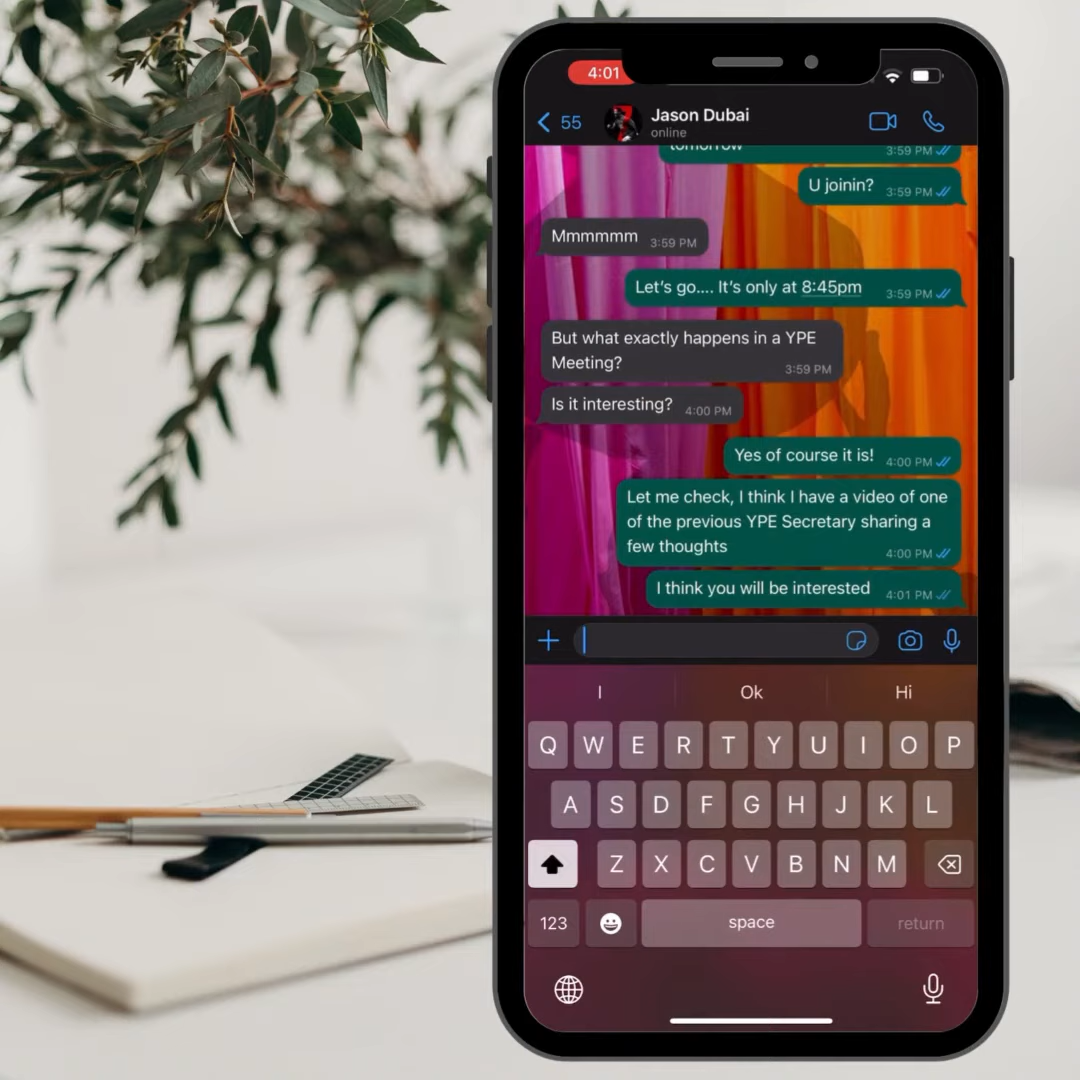 4:01
55
Jason Dubai
online
tomorrow
3:59 PM
U joinin? 3:59 PM
Mmmmmm 3:59 PM
Let's go.... It's only at 8:45pm 3:59 PM
But what exactly happens in a YPE
Meeting?
3:59 PM
Is it interesting? 4:00 PM
Yes of course it is! 4:00 PM
Let me check, I think I have a video of one
of the previous YPE Secretary sharing a
few thoughts
4:00 PM
I think you will be interested 4:01 PM
I Ok Hi
Q W E R T Y U I O P
A S D F G H J K L
Z X C V B N M
123 space return